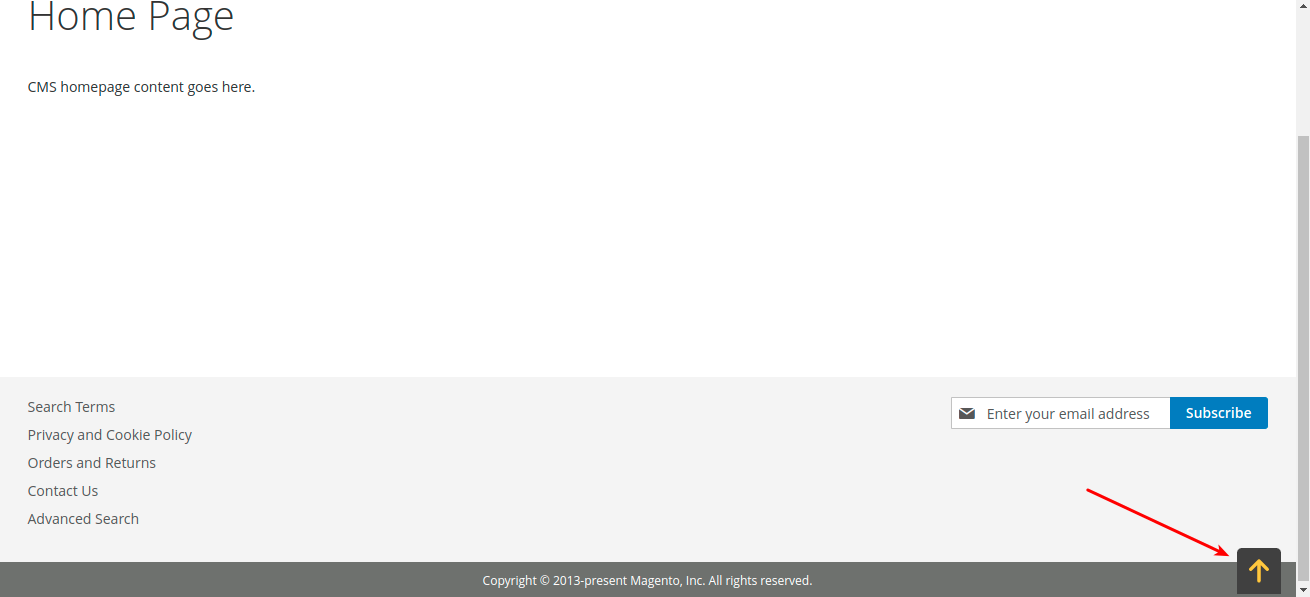 Home Page
CMS homepage content goes here.
Search Terms
Privacy and Cookie Policy
Orders and Returns
Contact Us
Advanced Search
Enter your email address
Subscribe
Copyright © 2013-present Magento, Inc. All rights reserved.